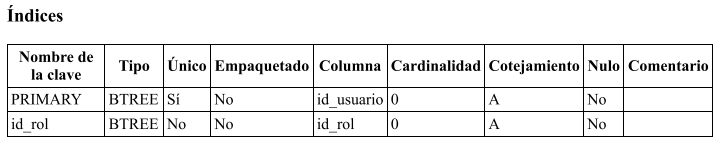 Índices
Nombre de la clave Tipo Único Empaquetado Columna Cardinalidad Cotejamiento Nulo Comentario
PRIMARY BTREE Sí No id_usuario 0 A No
id_rol BTREE No No id_rol 0 A No